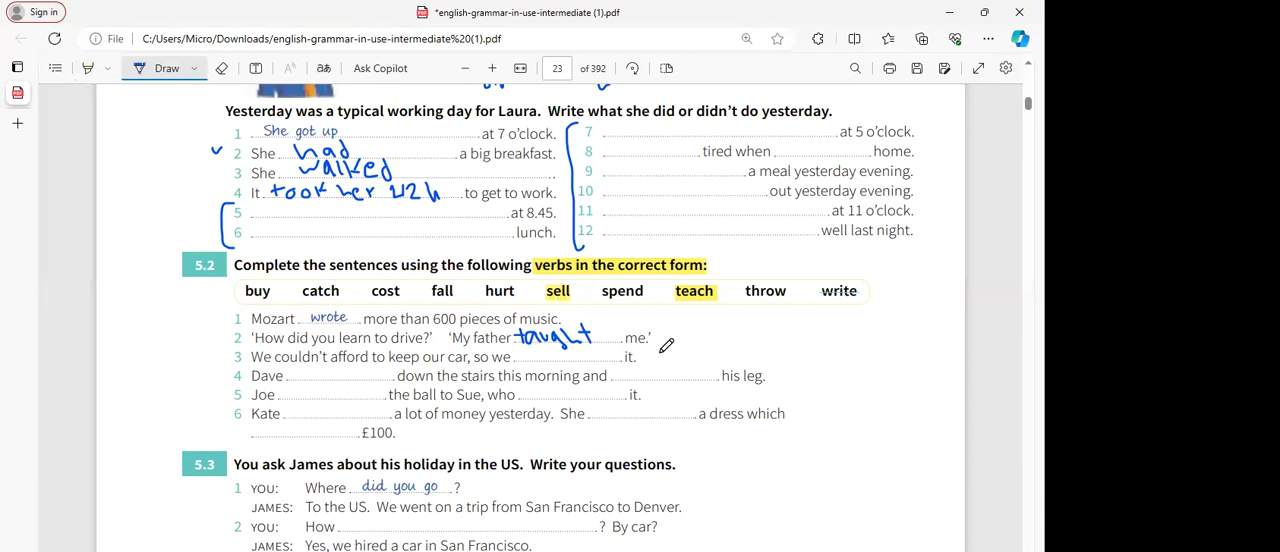 Sign in
*english-grammar-in-use-intermediate (1).pdf
File C:/Users/Micro/Downloads/english-grammar-in-use-intermediate%20(1).pdf
Draw
Ask Copilot
23 of 392
Yesterday was a typical working day for Laura. Write what she did or didn't do yesterday.
1 She got up at 7 o'clock.
2 She had a big breakfast.
3 She walked .
4 It took her 1/2 h to get to work.
5 at 8.45.
6 lunch.
7 at 5 o'clock.
8 tired when home.
9 a meal yesterday evening.
10 out yesterday evening.
11 at 11 o'clock.
12 well last night.
5.2 Complete the sentences using the following verbs in the correct form:
buy catch cost fall hurt sell spend teach throw write
1 Mozart wrote more than 600 pieces of music.
2 'How did you learn to drive?' 'My father taught me.'
3 We couldn't afford to keep our car, so we it.
4 Dave down the stairs this morning and his leg.
5 Joe the ball to Sue, who it.
6 Kate a lot of money yesterday. She a dress which
£100.
5.3 You ask James about his holiday in the US. Write your questions.
1 YOU: Where did you go ?
JAMES: To the US. We went on a trip from San Francisco to Denver.
2 YOU: How ? By car?
JAMES: Yes, we hired a car in San Francisco.